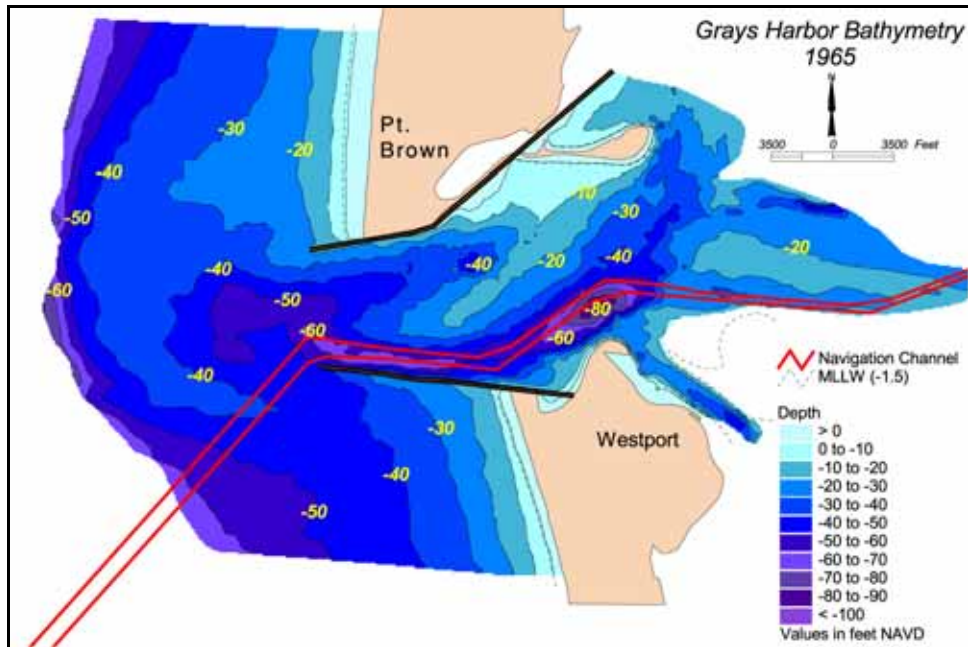 Grays Harbor Bathymetry
1965
N
3500 0 3500 Feet
Pt.
Brown
-30
-20
-40
-50
-60
-10
-30
-20
-40
-40
-20
-40
-50
-80
-60
-60
-40
-30
-40
-50
Westport
Navigation Channel
MLLW (-1.5)
Depth
> 0
0 to -10
-10 to -20
-20 to -30
-30 to -40
-40 to -50
-50 to -60
-60 to -70
-70 to -80
-80 to -90
< -100
Values in feet NAVD